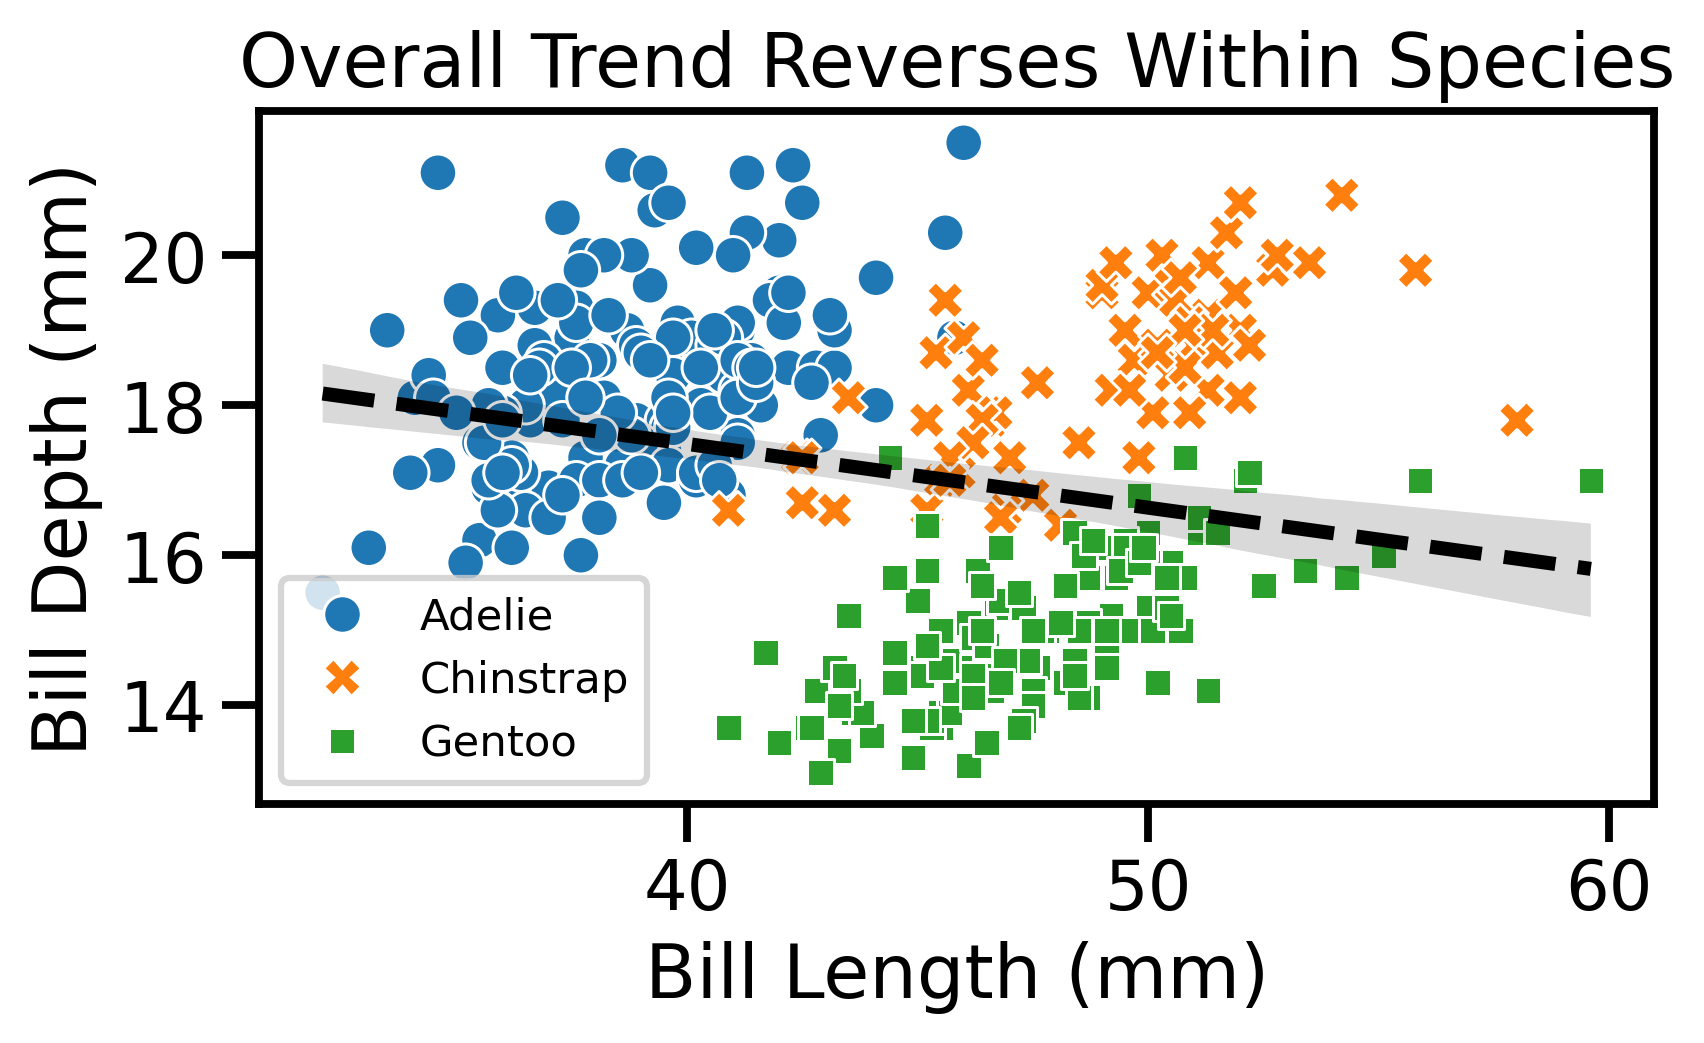 Overall Trend Reverses Within Species
Bill Depth (mm)
20
18
16
14
Adelie
Chinstrap
Gentoo
40 50 60
Bill Length (mm)